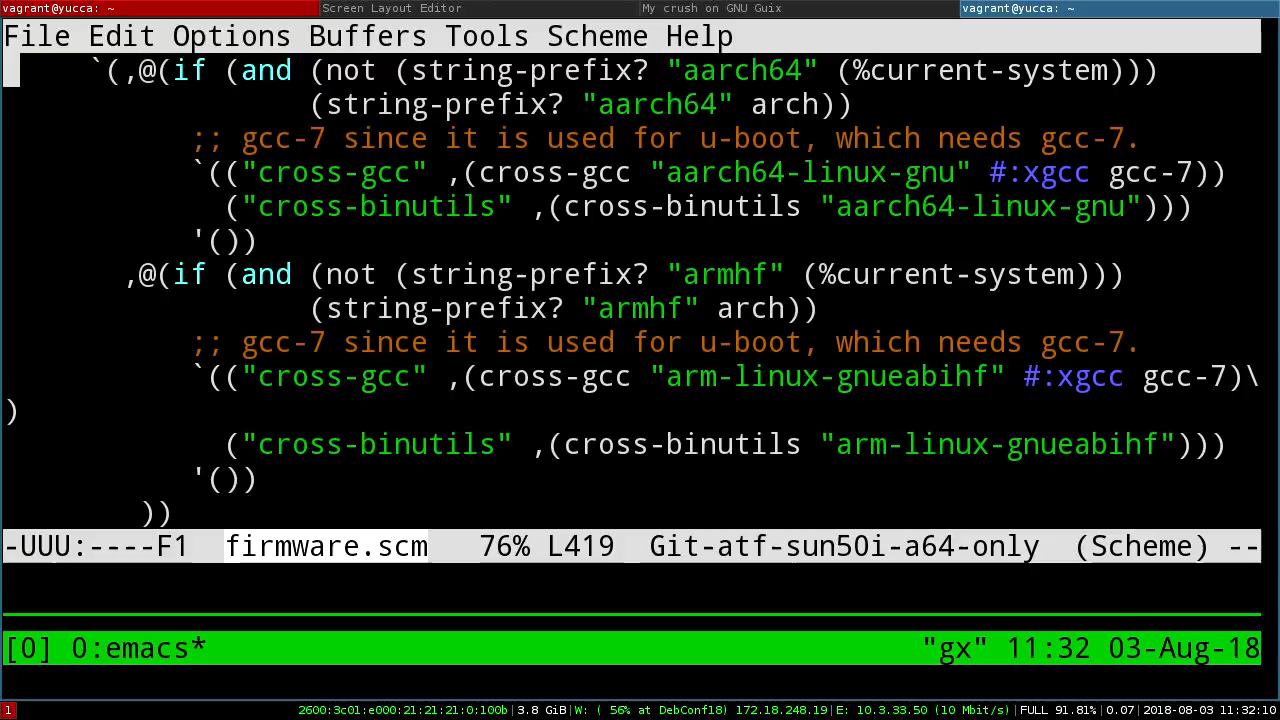 vagrant@yucca: ~ Screen Layout Editor My crush on GNU Guix vagrant@yucca: ~
File Edit Options Buffers Tools Scheme Help
`(,@(if (and (not (string-prefix? "aarch64" (%current-system)))
(string-prefix? "aarch64" arch))
;; gcc-7 since it is used for u-boot, which needs gcc-7.
`(("cross-gcc" ,(cross-gcc "aarch64-linux-gnu" #:xgcc gcc-7))
("cross-binutils" ,(cross-binutils "aarch64-linux-gnu")))
'())
,@(if (and (not (string-prefix? "armhf" (%current-system)))
(string-prefix? "armhf" arch))
;; gcc-7 since it is used for u-boot, which needs gcc-7.
`(("cross-gcc" ,(cross-gcc "arm-linux-gnueabihf" #:xgcc gcc-7)\
)
("cross-binutils" ,(cross-binutils "arm-linux-gnueabihf")))
'())
))
-UUU:----F1 firmware.scm 76% L419 Git-atf-sun50i-a64-only (Scheme) --
[0] 0:emacs* "gx" 11:32 03-Aug-18
1 2600:3c01:e000:21:21:21:0:100b|3.8 GiB|W: ( 56% at DebConf18) 172.18.248.19|E: 10.3.33.50 (10 Mbit/s)|FULL 91.81%|0.07|2018-08-03 11:32:10